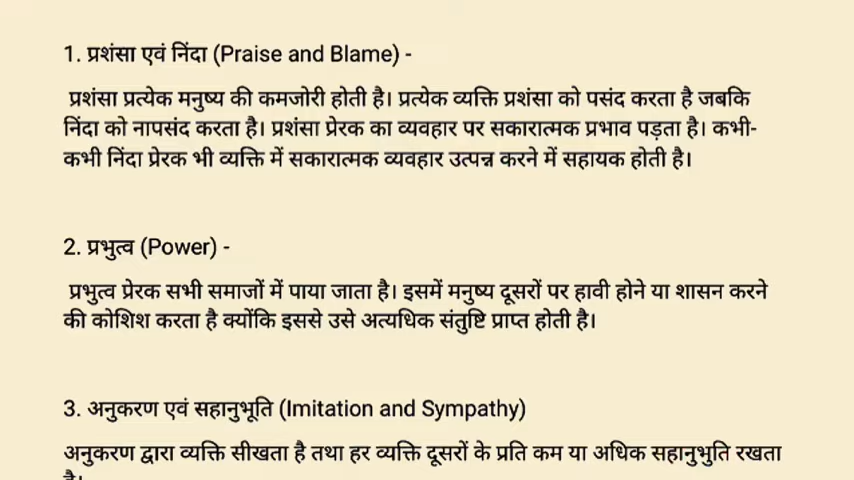 1. प्रशंसा एवं निंदा (Praise and Blame) -
प्रशंसा प्रत्येक मनुष्य की कमजोरी होती है। प्रत्येक व्यक्ति प्रशंसा को पसंद करता है जबकि
निंदा को नापसंद करता है। प्रशंसा प्रेरक का व्यवहार पर सकारात्मक प्रभाव पड़ता है। कभी-
कभी निंदा प्रेरक भी व्यक्ति में सकारात्मक व्यवहार उत्पन्न करने में सहायक होती है।
2. प्रभुत्व (Power) -
प्रभुत्व प्रेरक सभी समाजों में पाया जाता है। इसमें मनुष्य दूसरों पर हावी होने या शासन करने
की कोशिश करता है क्योंकि इससे उसे अत्यधिक संतुष्टि प्राप्त होती है।
3. अनुकरण एवं सहानुभूति (Imitation and Sympathy)
अनुकरण द्वारा व्यक्ति सीखता है तथा हर व्यक्ति दूसरों के प्रति कम या अधिक सहानुभुति रखता
है।